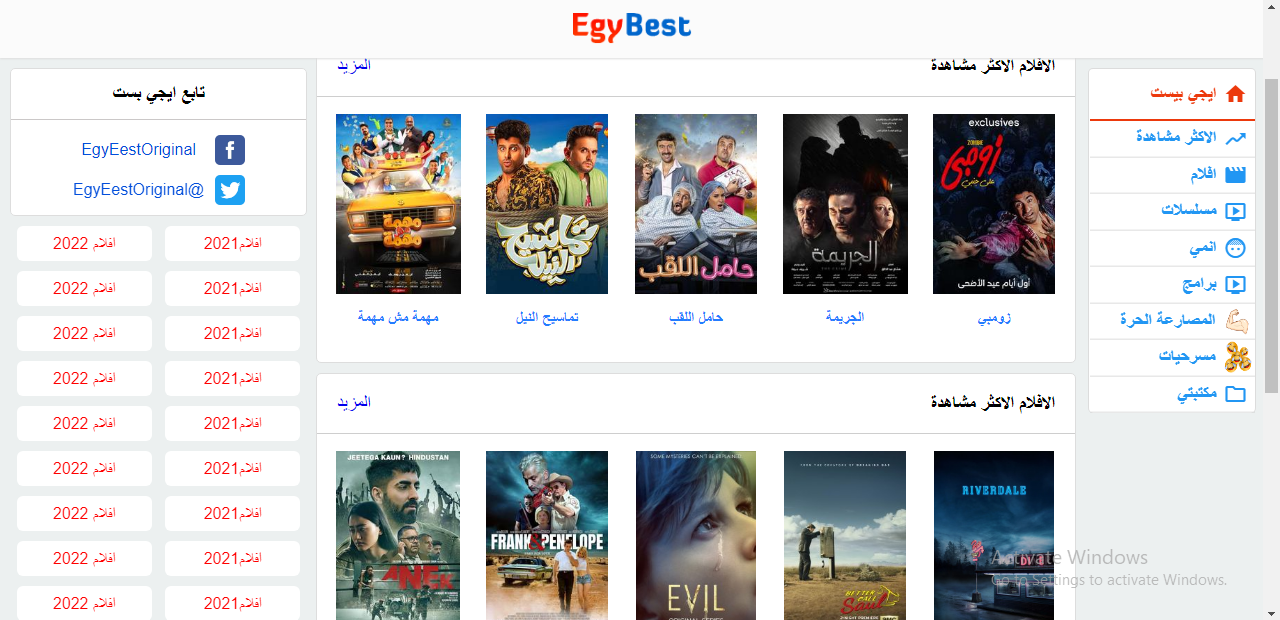 EgyBest
ايجي بيست
الاكثر مشاهدة
افلام
مسلسلات
انمي
برامج
المصارعة الحرة
مسرحيات
مكتبتي
الافلام الاكثر مشاهدة
المزيد
exclusives
ZOMBIE
زومبي
أول أيام عيد الأضحى
الجريمة
حامل اللقب
تماسيح النيل
مهمة مش مهمة
زومبي
الجريمة
حامل اللقب
تماسيح النيل
مهمة مش مهمة
الافلام الاكثر مشاهدة
المزيد
RIVERDALE
BETTER CALL Saul
SOME MYSTERIES CAN'T BE EXPLAINED
EVIL
ORIGINAL SERIES
FRANK & PENELOPE
JEETEGA KAUN? HINDUSTAN
ANEK
تابع ايجي بست
EgyEestOriginal
EgyEestOriginal@
افلام2021
افلام 2022
افلام2021
افلام 2022
افلام2021
افلام 2022
افلام2021
افلام 2022
افلام2021
افلام 2022
افلام2021
افلام 2022
افلام2021
افلام 2022
افلام2021
افلام 2022
افلام2021
افلام 2022
Activate Windows
Go to Settings to activate Windows.